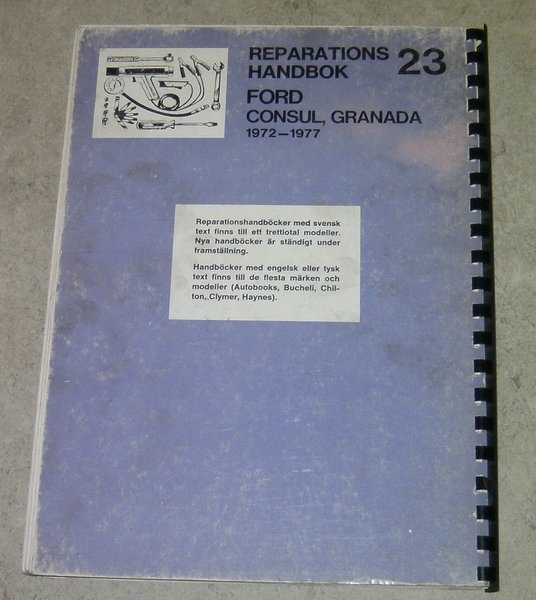 REPARATIONS 23
HANDBOK
FORD
CONSUL, GRANADA
1972-1977
Reparationshandböcker med svensk
text finns till ett trettiotal modeller.
Nya handböcker är ständigt under
framställning.
Handböcker med engelsk eller tysk
text finns till de flesta märken och
modeller (Autobooks, Bucheli, Chil-
ton, Clymer, Haynes).